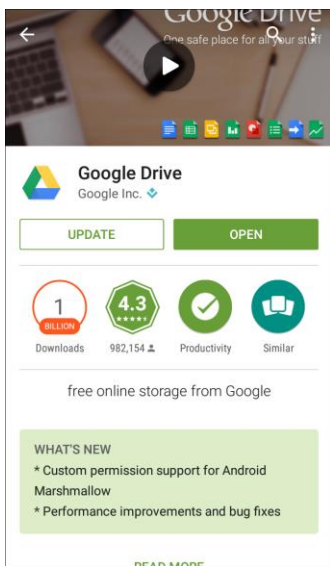 Google Drive
One safe place for all your stuff
Google Drive
Google Inc.
UPDATE OPEN
1
BILLION
4.3
Downloads 982,154 Productivity Similar
free online storage from Google
WHAT'S NEW
* Custom permission support for Android
Marshmallow
* Performance improvements and bug fixes
READ MORE